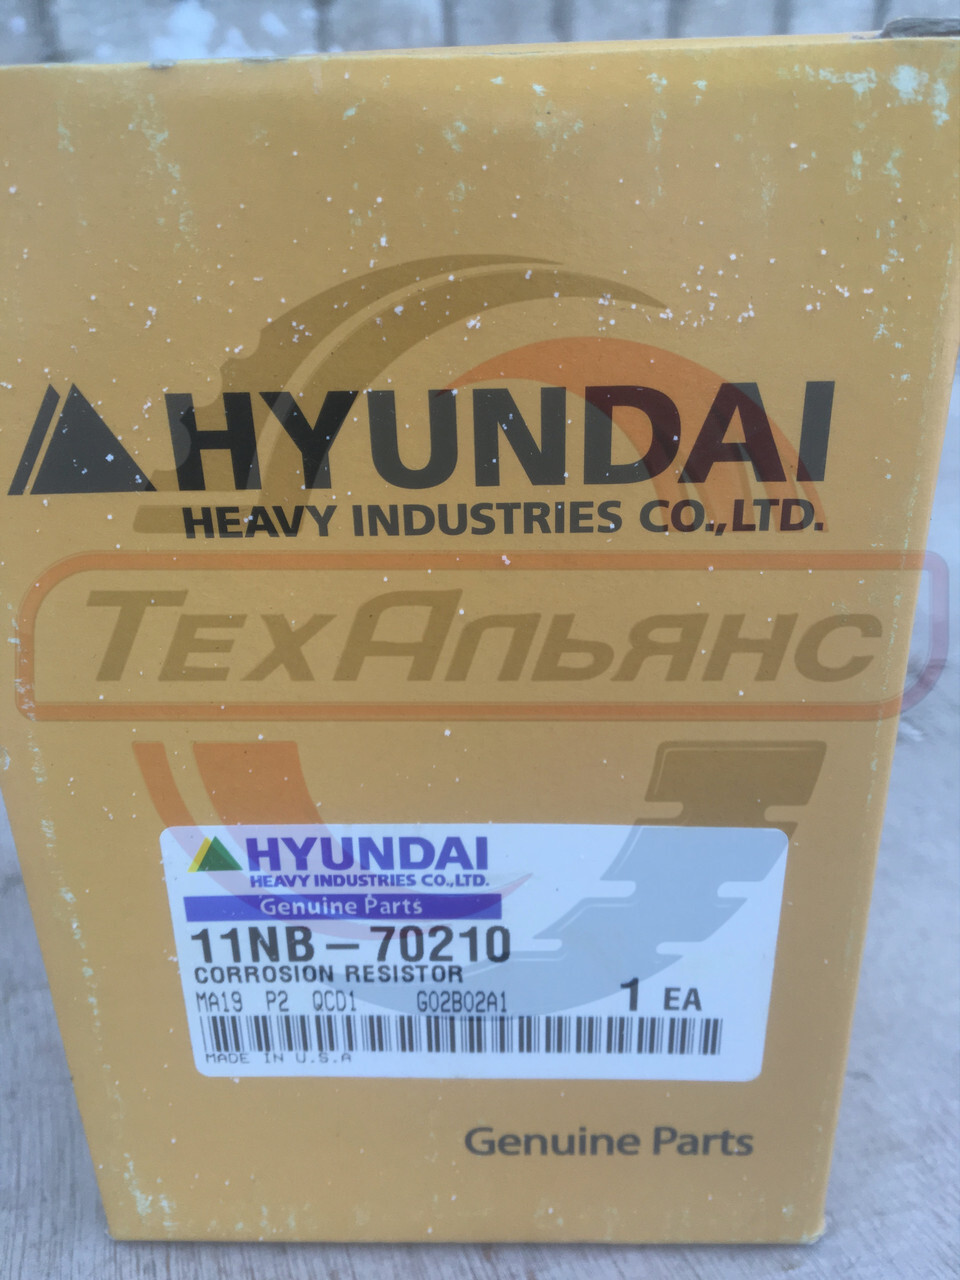 HYUNDAI
HEAVY INDUSTRIES CO.,LTD.
ТехАльянс
HYUNDAI
HEAVY INDUSTRIES CO.,LTD.
Genuine Parts
11NB-70210
CORROSION RESISTOR
MA19 P2 QCD1 G02B02A1 1 EA
MADE IN U.S.A
Genuine Parts